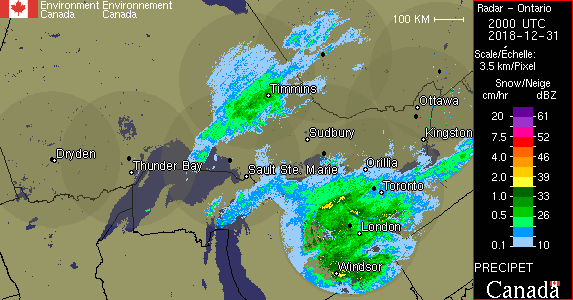 Environment Environnement
Canada Canada
100 KM
Timmins
Ottawa
Sudbury
Kingston
Dryden
Thunder Bay
Sault Ste. Marie
Orillia
Toronto
London
Windsor
Radar - Ontario
2000 UTC
2018-12-31
Scale/Échelle:
3.5 km/Pixel
Snow/Neige
cm/hr dBZ
20 61
7.5 52
4.0 46
2.0 39
1.0 33
0.5 26
0.1 10
PRECIPET
Canada